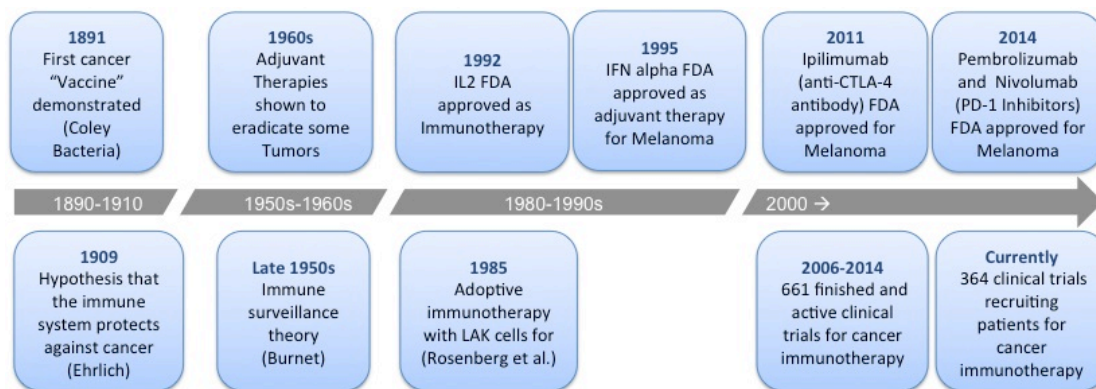 1891
First cancer
“Vaccine”
demonstrated
(Coley
Bacteria)
1960s
Adjuvant
Therapies
shown to
eradicate some
Tumors
1992
IL2 FDA
approved as
Immunotherapy
1995
IFN alpha FDA
approved as
adjuvant therapy
for Melanoma
2011
Ipilimumab
(anti-CTLA-4
antibody) FDA
approved for
Melanoma
2014
Pembrolizumab
and Nivolumab
(PD-1 Inhibitors)
FDA approved for
Melanoma
1890-1910
1950s-1960s
1980-1990s
2000 →
1909
Hypothesis that
the immune
system protects
against cancer
(Ehrlich)
Late 1950s
Immune
surveillance
theory
(Burnet)
1985
Adoptive
immunotherapy
with LAK cells for
(Rosenberg et al.)
2006-2014
661 finished and
active clinical
trials for cancer
immunotherapy
Currently
364 clinical trials
recruiting
patients for
cancer
immunotherapy